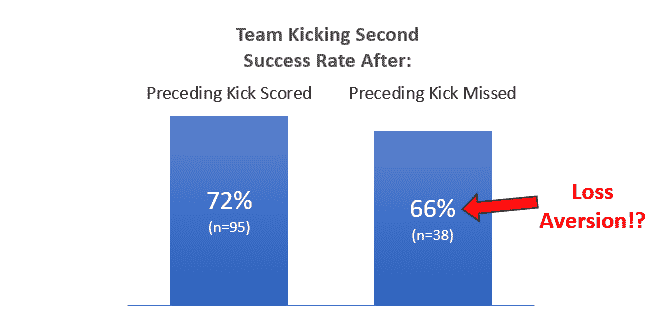 Team Kicking Second
Success Rate After:
Preceding Kick Scored
Preceding Kick Missed
72%
(n=95)
66%
(n=38)
Loss
Aversion!?